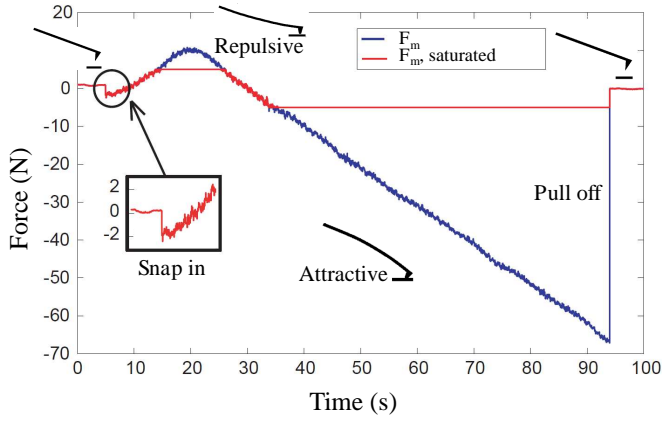 20
10
0
-10
-20
-30
-40
-50
-60
-70
Force (N)
Repulsive
F_m
F_m, saturated
2
0
-2
Snap in
Attractive
Pull off
0 10 20 30 40 50 60 70 80 90 100
Time (s)